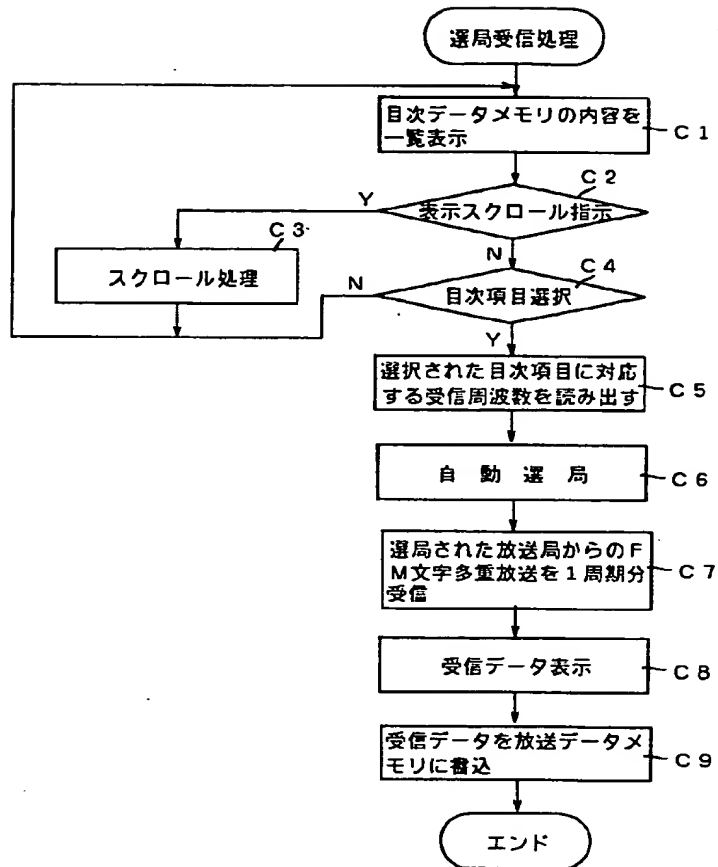 選局受信処理
目次データメモリの内容を
一覧表示
C1
C2
Y
表示スクロール指示
C3
N
C4
スクロール処理
N
目次項目選択
Y
選択された目次項目に対応
する受信周波数を読み出す
C5
自動選局
C6
選局された放送局からのF
M文字多重放送を1周期分
受信
C7
受信データ表示
C8
受信データを放送データメ
モリに書込
C9
エンド